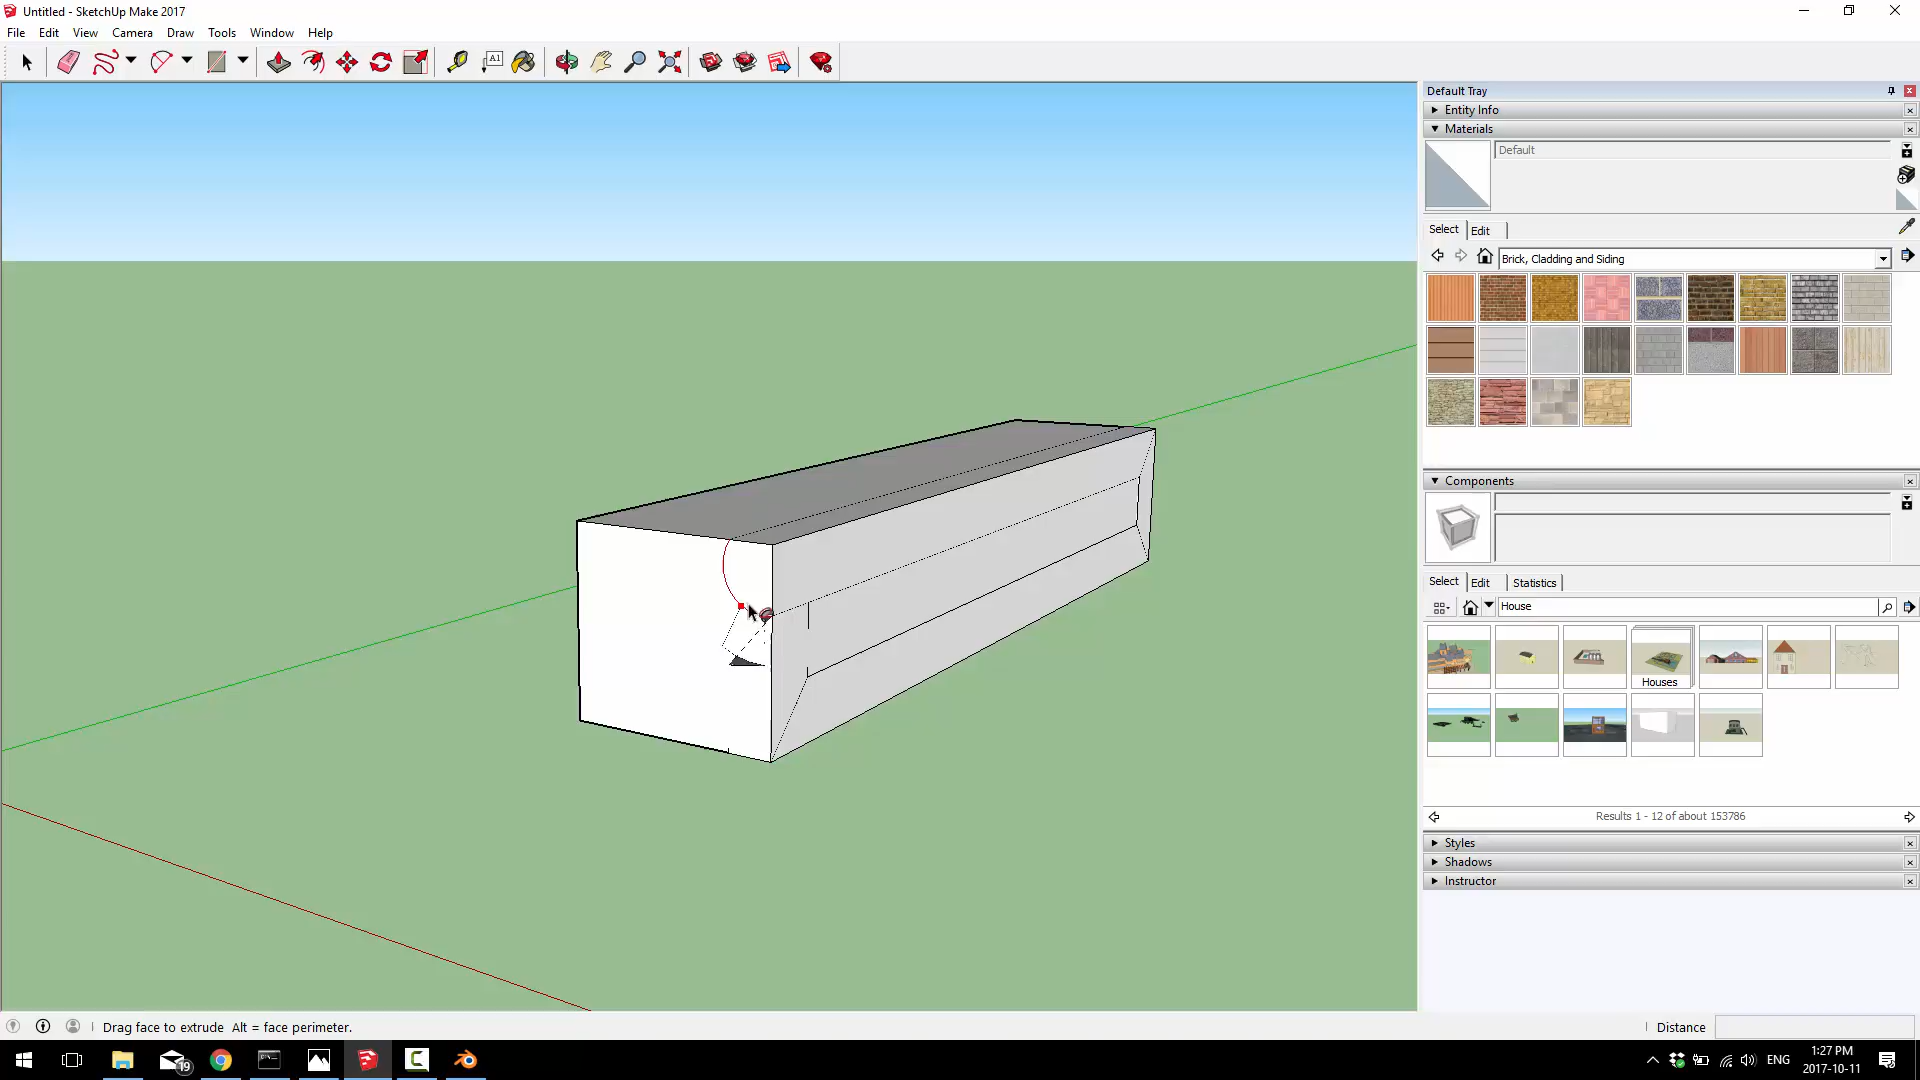 Untitled - SketchUp Make 2017
File Edit View Camera Draw Tools Window Help
A1
Default Tray
Entity Info
Materials
Default
Select Edit
Brick, Cladding and Siding
Components
Select Edit Statistics
House
Houses
Results 1 - 12 of about 153786
Styles
Shadows
Instructor
Drag face to extrude Alt = face perimeter.
Distance
19
ENG
1:27 PM
2017-10-11